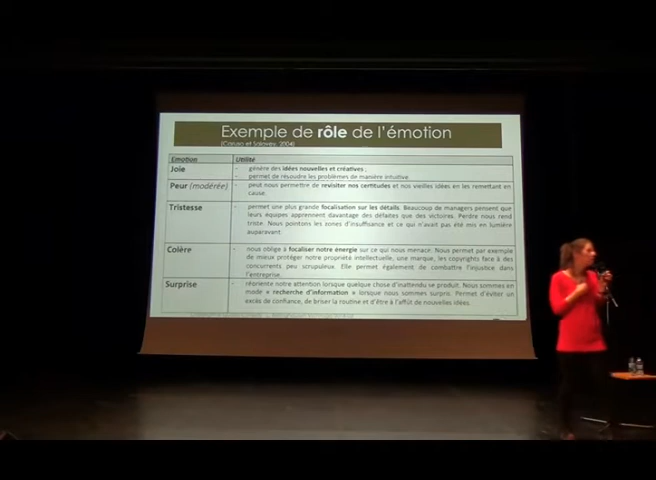 Exemple de rôle de l'émotion
(Caruso et Salovey, 2004)
Emotion Utilité
Joie - génère des idées nouvelles et créatives ;
- permet de résoudre les problèmes de manière intuitive
Peur (modérée) - peut nous permettre de revisiter nos certitudes et nos vieilles idées en les remettant en
cause.
Tristesse - permet une plus grande focalisation sur les détails. Beaucoup de managers pensent que
leurs équipes apprennent davantage des défaites que des victoires. Perdre nous rend
triste. Nous pointons les zones d'insuffisance et ce qui n'avait pas été mis en lumière
auparavant.
Colère - nous oblige à focaliser notre énergie sur ce qui nous menace. Nous permet par exemple
de mieux protéger notre propriété intellectuelle, une marque, les copyrights face à des
concurrents peu scrupuleux. Elle permet également de combattre l'injustice dans
l'entreprise.
Surprise - réoriente notre attention lorsque quelque chose d'inattendu se produit. Nous sommes en
mode « recherche d'information » lorsque nous sommes surpris. Permet d'éviter un
excès de confiance, de briser la routine et d'être à l'affût de nouvelles idées.